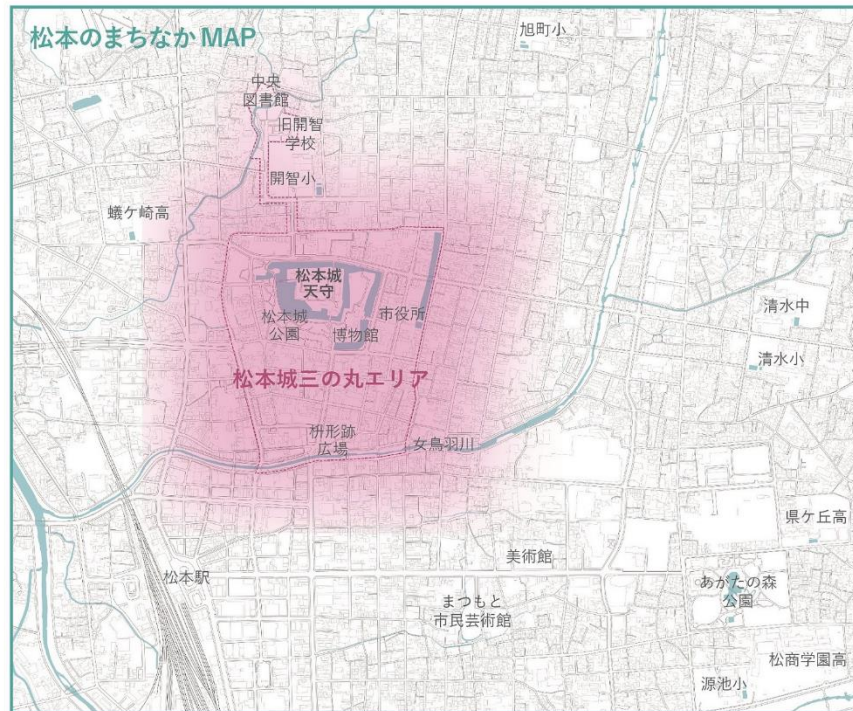 松本のまちなか MAP
旭町小
中央
図書館
旧開智
学校
開智小
蟻ケ崎高
松本城
天守
松本城
公園
市役所
博物館
清水中
清水小
松本城三の丸エリア
枡形跡
広場
女鳥羽川
県ケ丘高
松本駅
美術館
あがたの森
公園
まつもと
市民芸術館
松商学園高
源池小